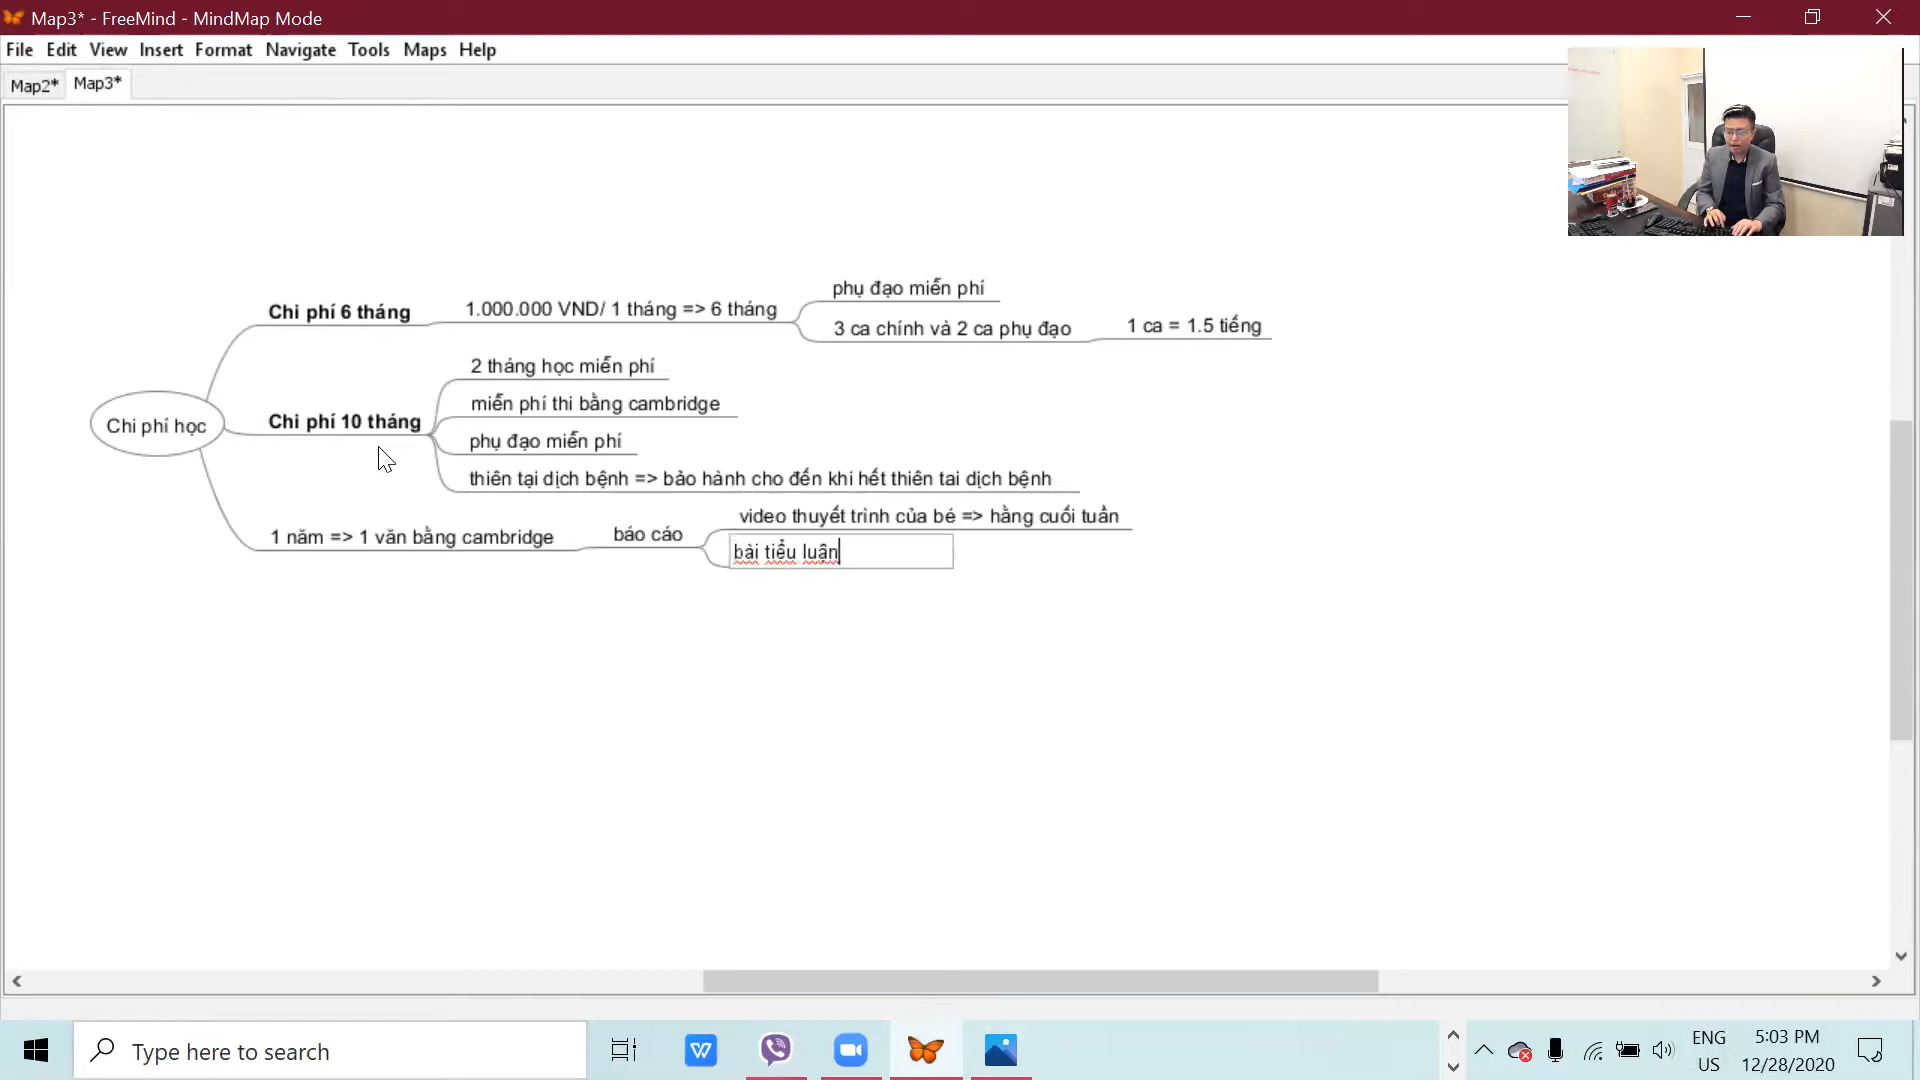 Map3* - FreeMind - MindMap Mode
File Edit View Insert Format Navigate Tools Maps Help
Map2* Map3*
phụ đạo miễn phí
Chi phí 6 tháng 1.000.000 VND/ 1 tháng => 6 tháng
3 ca chính và 2 ca phụ đạo 1 ca = 1.5 tiếng
2 tháng học miễn phí
miễn phí thi bằng cambridge
Chi phí học Chi phí 10 tháng
phụ đạo miễn phí
thiên tại dịch bệnh => bảo hành cho đến khi hết thiên tai dịch bệnh
video thuyết trình của bé => hằng cuối tuần
1 năm => 1 văn bằng cambridge báo cáo
bài tiểu luận
Type here to search
ENG 5:03 PM
US 12/28/2020